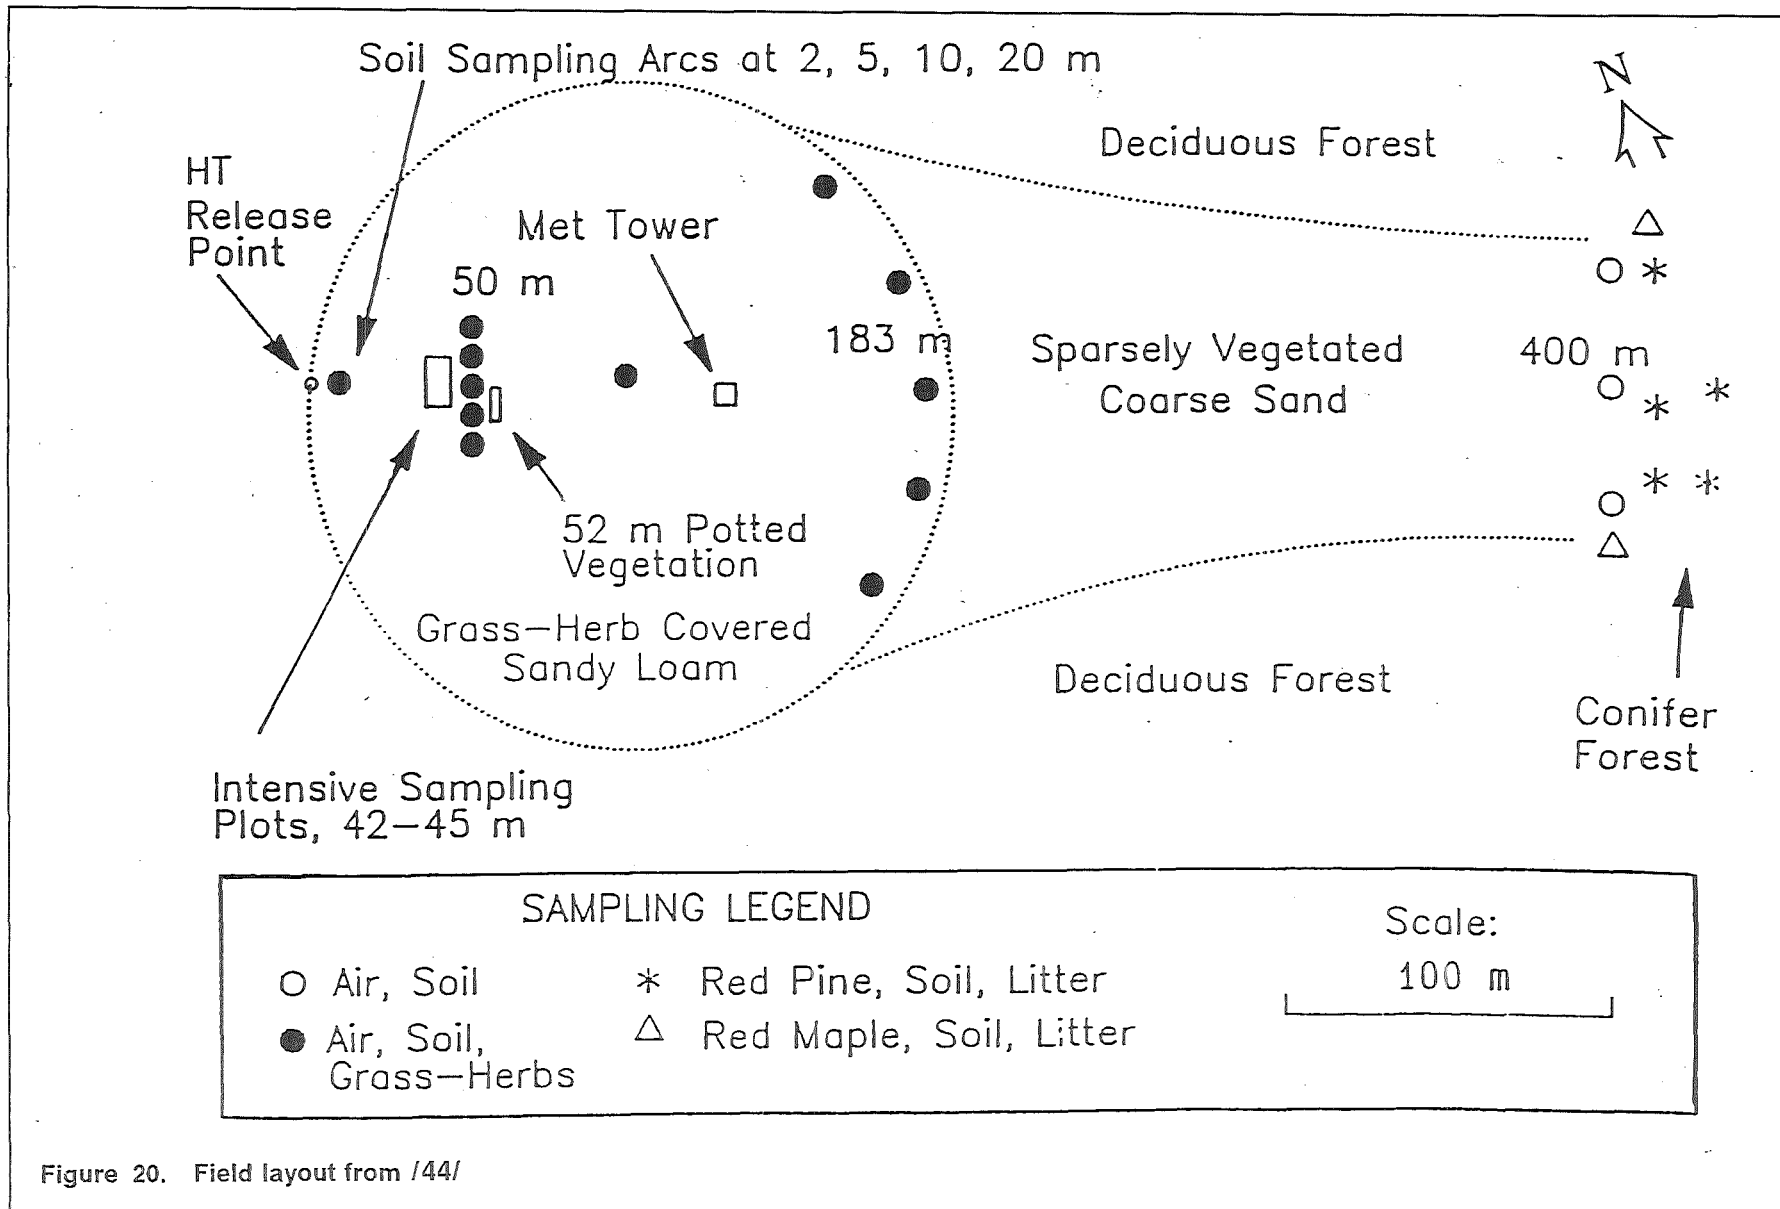 Soil Sampling Arcs at 2, 5, 10, 20 m
N
Deciduous Forest
HT
Release
Point
Met Tower
50 m
183 m
Sparsely Vegetated
Coarse Sand
400 m
52 m Potted
Vegetation
Grass-Herb Covered
Sandy Loam
Deciduous Forest
Conifer
Forest
Intensive Sampling
Plots, 42-45 m
SAMPLING LEGEND
Air, Soil
Air, Soil,
Grass-Herbs
Red Pine, Soil, Litter
Red Maple, Soil, Litter
Scale:
100 m
Figure 20. Field layout from /44/